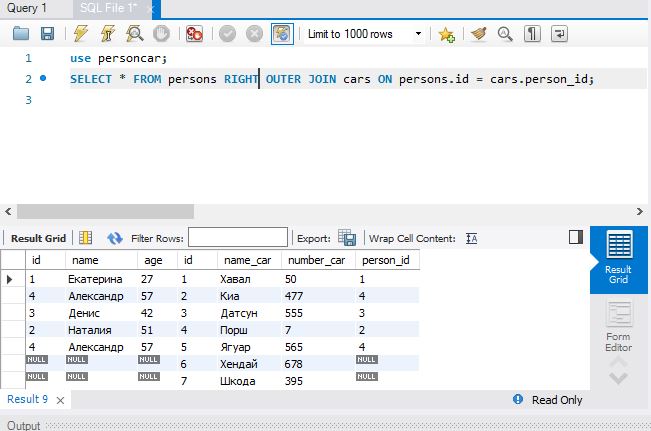 Query 1 SQL File 1*
Limit to 1000 rows
1 use personcar;
2 SELECT * FROM persons RIGHT OUTER JOIN cars ON persons.id = cars.person_id;
3
Result Grid Filter Rows: Export: Wrap Cell Content:
id name age id name_car number_car person_id
1 Екатерина 27 1 Хавал 50 1
4 Александр 57 2 Киа 477 4
3 Денис 42 3 Датсун 555 3
2 Наталия 51 4 Порш 7 2
4 Александр 57 5 Ягуар 565 4
NULL NULL NULL 6 Хендай 678 NULL
NULL NULL NULL 7 Шкода 395 NULL
Result
Grid
Form
Editor
Result 9 Read Only
Output